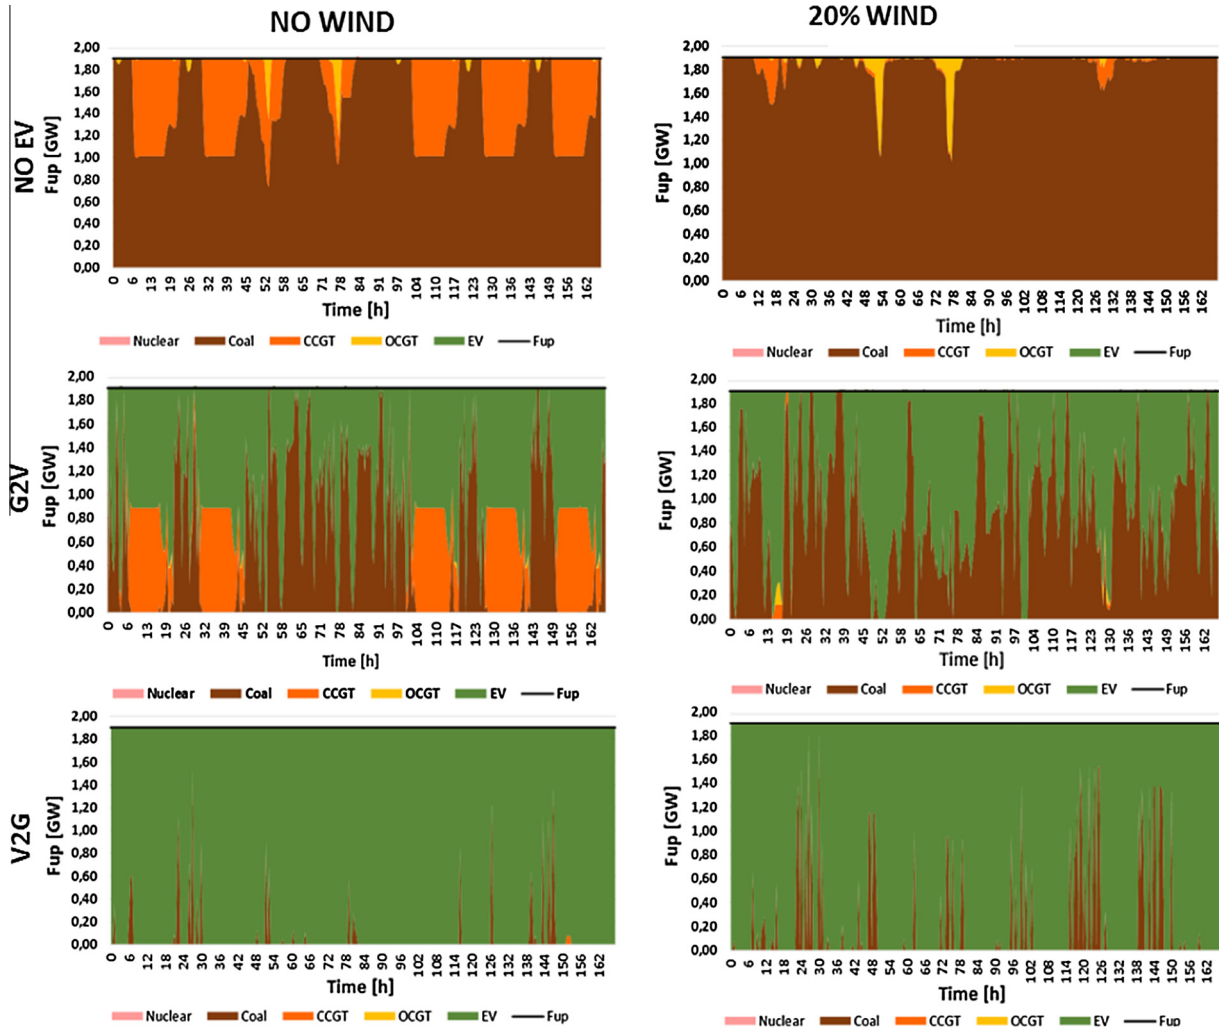 NO WIND
20% WIND
NO EV
Fup [GW]
2,00
1,80
1,60
1,40
1,20
1,00
0,80
0,60
0,40
0,20
0,00
0 6 13 19 26 32 39 45 52 58 65 71 78 84 91 97 104 110 117 123 130 136 143 149 156 162
Time [h]
Nuclear Coal CCGT OCGT EV Fup
Fup [GW]
2,00
1,80
1,60
1,40
1,20
1,00
0,80
0,60
0,40
0,20
0,00
0 6 12 18 24 30 36 42 48 54 60 66 72 78 84 90 96 102 108 114 120 126 132 138 144 150 156 162
Time [h]
Nuclear Coal CCGT OCGT EV Fup
G2V
Fup [GW]
2,00
1,80
1,60
1,40
1,20
1,00
0,80
0,60
0,40
0,20
0,00
0 6 13 19 26 32 39 45 52 58 65 71 78 84 91 97 104 110 117 123 130 136 143 149 156 162
Time [h]
Nuclear Coal CCGT OCGT EV Fup
Fup [GW]
2,00
1,80
1,60
1,40
1,20
1,00
0,80
0,60
0,40
0,20
0,00
0 6 13 19 26 32 39 45 52 58 65 71 78 84 91 97 104 110 117 123 130 136 143 149 156 162
Time [h]
Nuclear Coal CCGT OCGT EV Fup
V2G
Fup [GW]
2,00
1,80
1,60
1,40
1,20
1,00
0,80
0,60
0,40
0,20
0,00
0 6 12 18 24 30 36 42 48 54 60 66 72 78 84 90 96 102 108 114 120 126 132 138 144 150 156 162
Time [h]
Nuclear Coal CCGT OCGT EV Fup
Fup [GW]
2,00
1,80
1,60
1,40
1,20
1,00
0,80
0,60
0,40
0,20
0,00
0 6 12 18 24 30 36 42 48 54 60 66 72 78 84 90 96 102 108 114 120 126 132 138 144 150 156 162
Time [h]
Nuclear Coal CCGT OCGT EV Fup